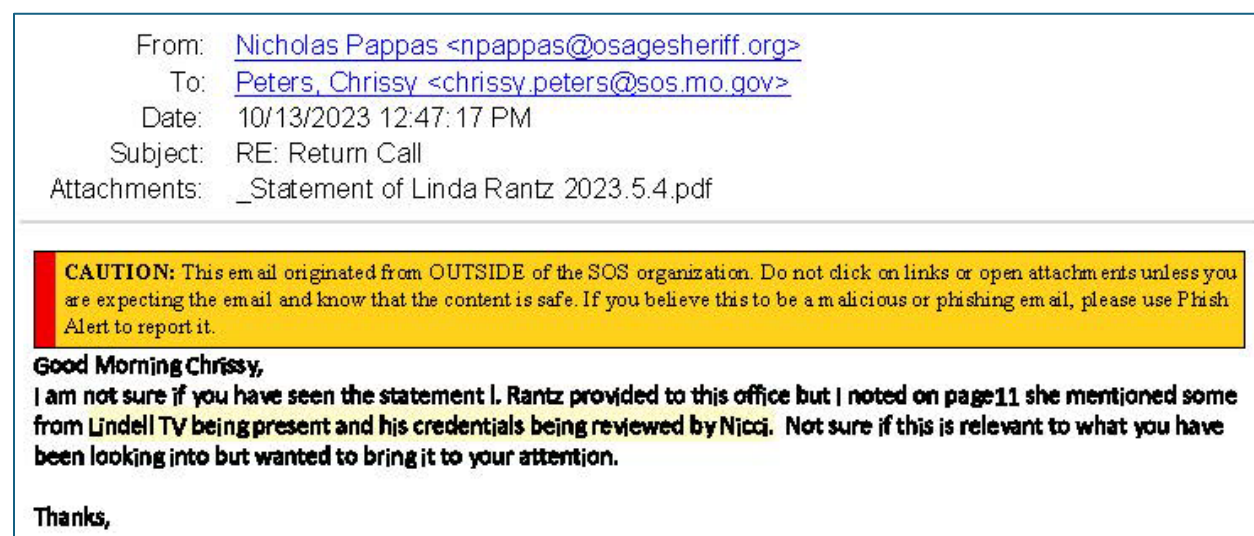 From: Nicholas Pappas <npappas@osagesheriff.org>
To: Peters, Chrissy <chrissy.peters@sos.mo.gov>
Date: 10/13/2023 12:47:17 PM
Subject: RE: Return Call
Attachments: _Statement of Linda Rantz 2023.5.4.pdf
CAUTION: This email originated from OUTSIDE of the SOS organization. Do not click on links or open attachments unless you
are expecting the email and know that the content is safe. If you believe this to be a malicious or phishing email, please use Phish
Alert to report it.
Good Morning Chrissy,
I am not sure if you have seen the statement l. Rantz provided to this office but I noted on page11 she mentioned some
from Lindell TV being present and his credentials being reviewed by Nicci. Not sure if this is relevant to what you have
been looking into but wanted to bring it to your attention.
Thanks,